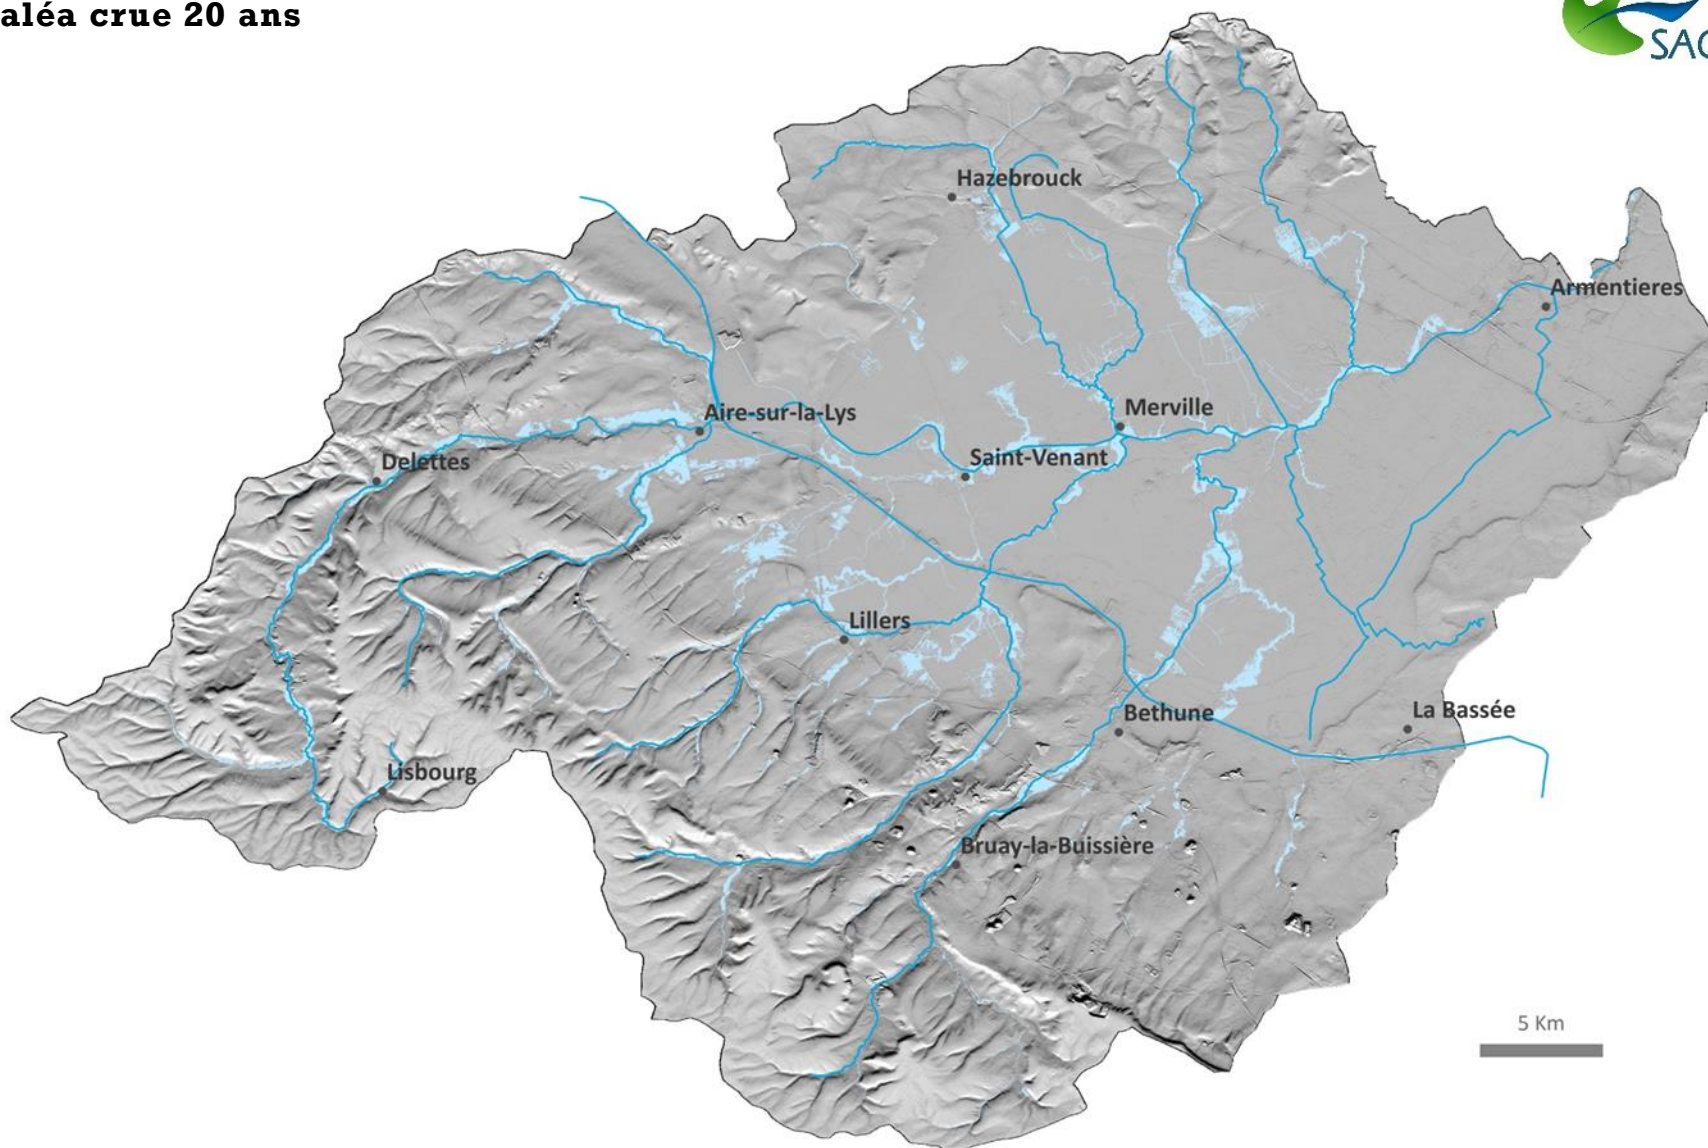 aléa crue 20 ans
Hazebrouck
Armentieres
Aire-sur-la-Lys
Merville
Delettes
Saint-Venant
Lillers
Bethune
La Bassée
Lisbourg
Bruay-la-Buissière
5 Km